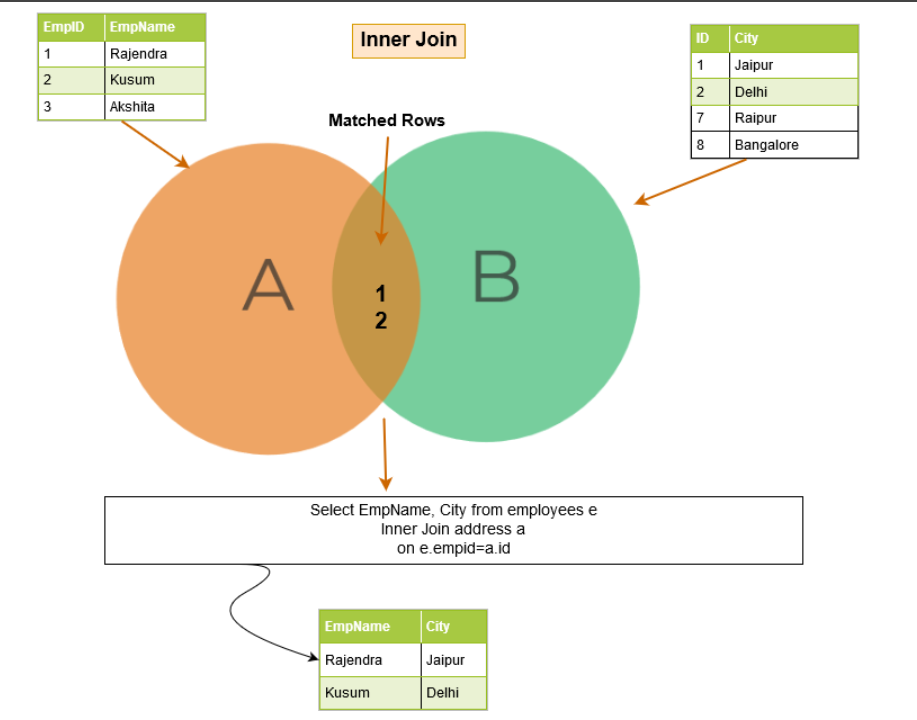 EmpID EmpName
1 Rajendra
2 Kusum
3 Akshita
Inner Join
ID City
1 Jaipur
2 Delhi
7 Raipur
8 Bangalore
Matched Rows
A
B
1
2
Select EmpName, City from employees e
Inner Join address a
on e.empid=a.id
EmpName City
Rajendra Jaipur
Kusum Delhi